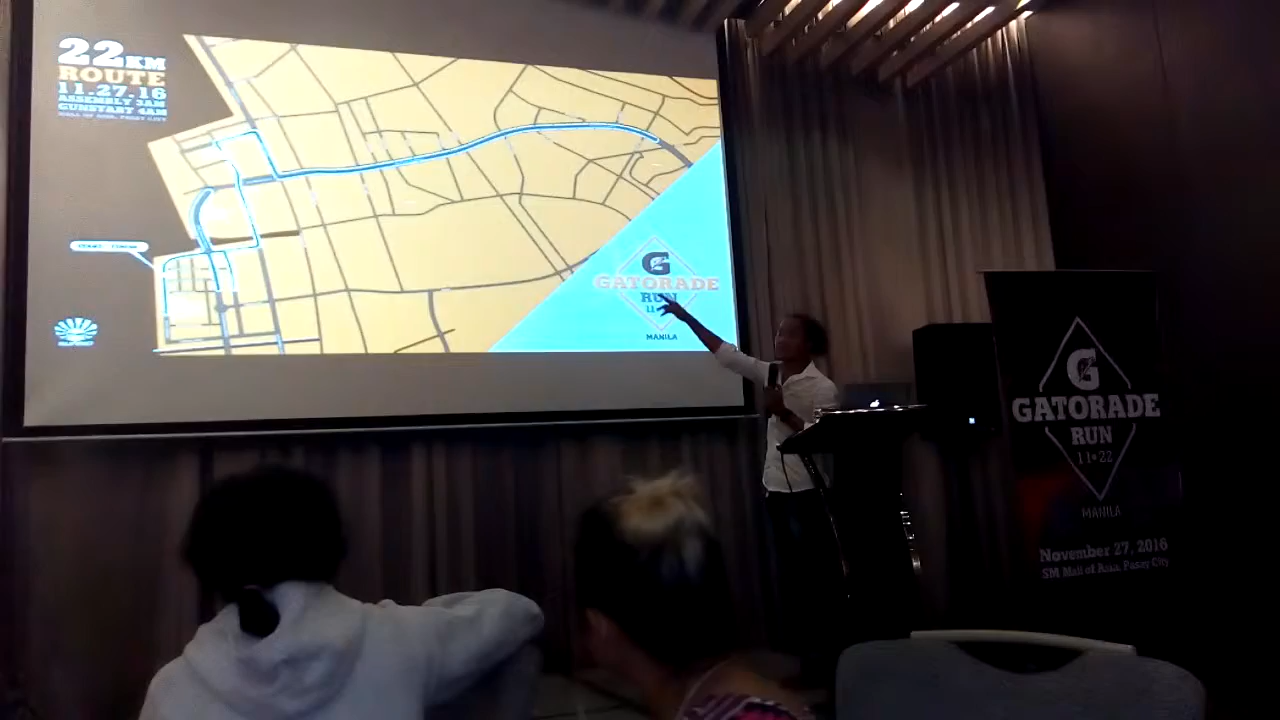 22KM
ROUTE
11.27.16
ASSEMBLY 3AM
GUNSTART 4AM
MALL OF ASIA, PASAY CITY
G
GATORADE
RUN
MANILA
G
GATORADE
RUN
11•22
MANILA
November 27, 2016
SM Mall of Asia, Pasay City